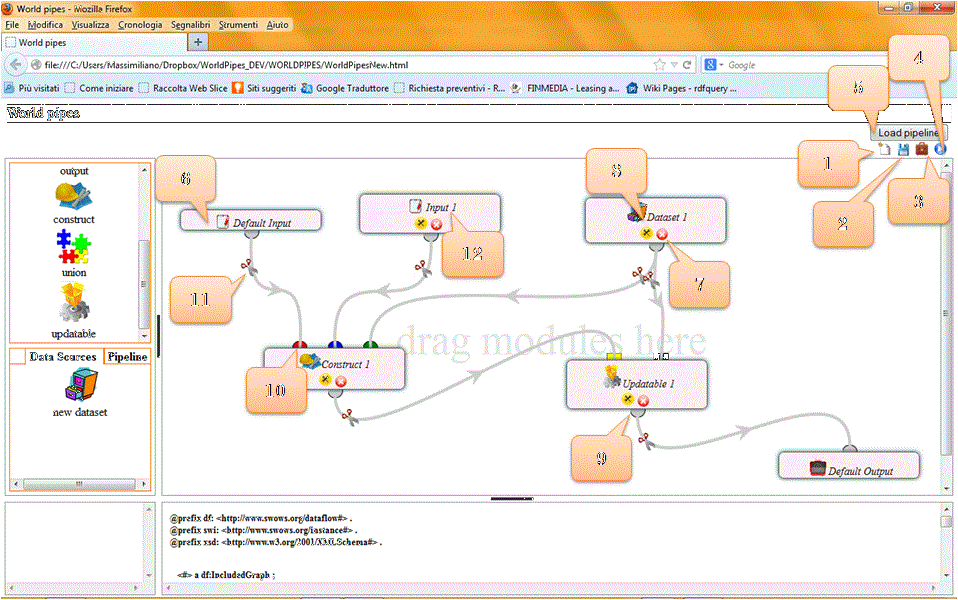 World pipes - Mozilla Firefox
File Modifica Visualizza Cronologia Segnalibri Strumenti Aiuto
World pipes
+
file:///C:/Users/Massimiliano/Dropbox/WorldPipes_DEV/WORLDPIPES/WorldPipesNew.html
Google
4
Più visitati Come iniziare Raccolta Web Slice Siti suggeriti Google Traduttore Richiesta preventivi - R... FINMEDIA - Leasing a... Wiki Pages - rdfquery ...
World pipes
Load pipeline
1
2
3
output
construct
union
updatable
6
Default Input
Input 1
12
Dataset 1
7
11
drag modules here
Construct 1
10
Updatable 1
9
Default Output
Data Sources Pipeline
new dataset
@prefix df: <http://www.swows.org/dataflow#> .
@prefix swi: <http://www.swows.org/instance#> .
@prefix xsd: <http://www.w3.org/2001/XMLSchema#> .
<#> a df:IncludedGraph ;